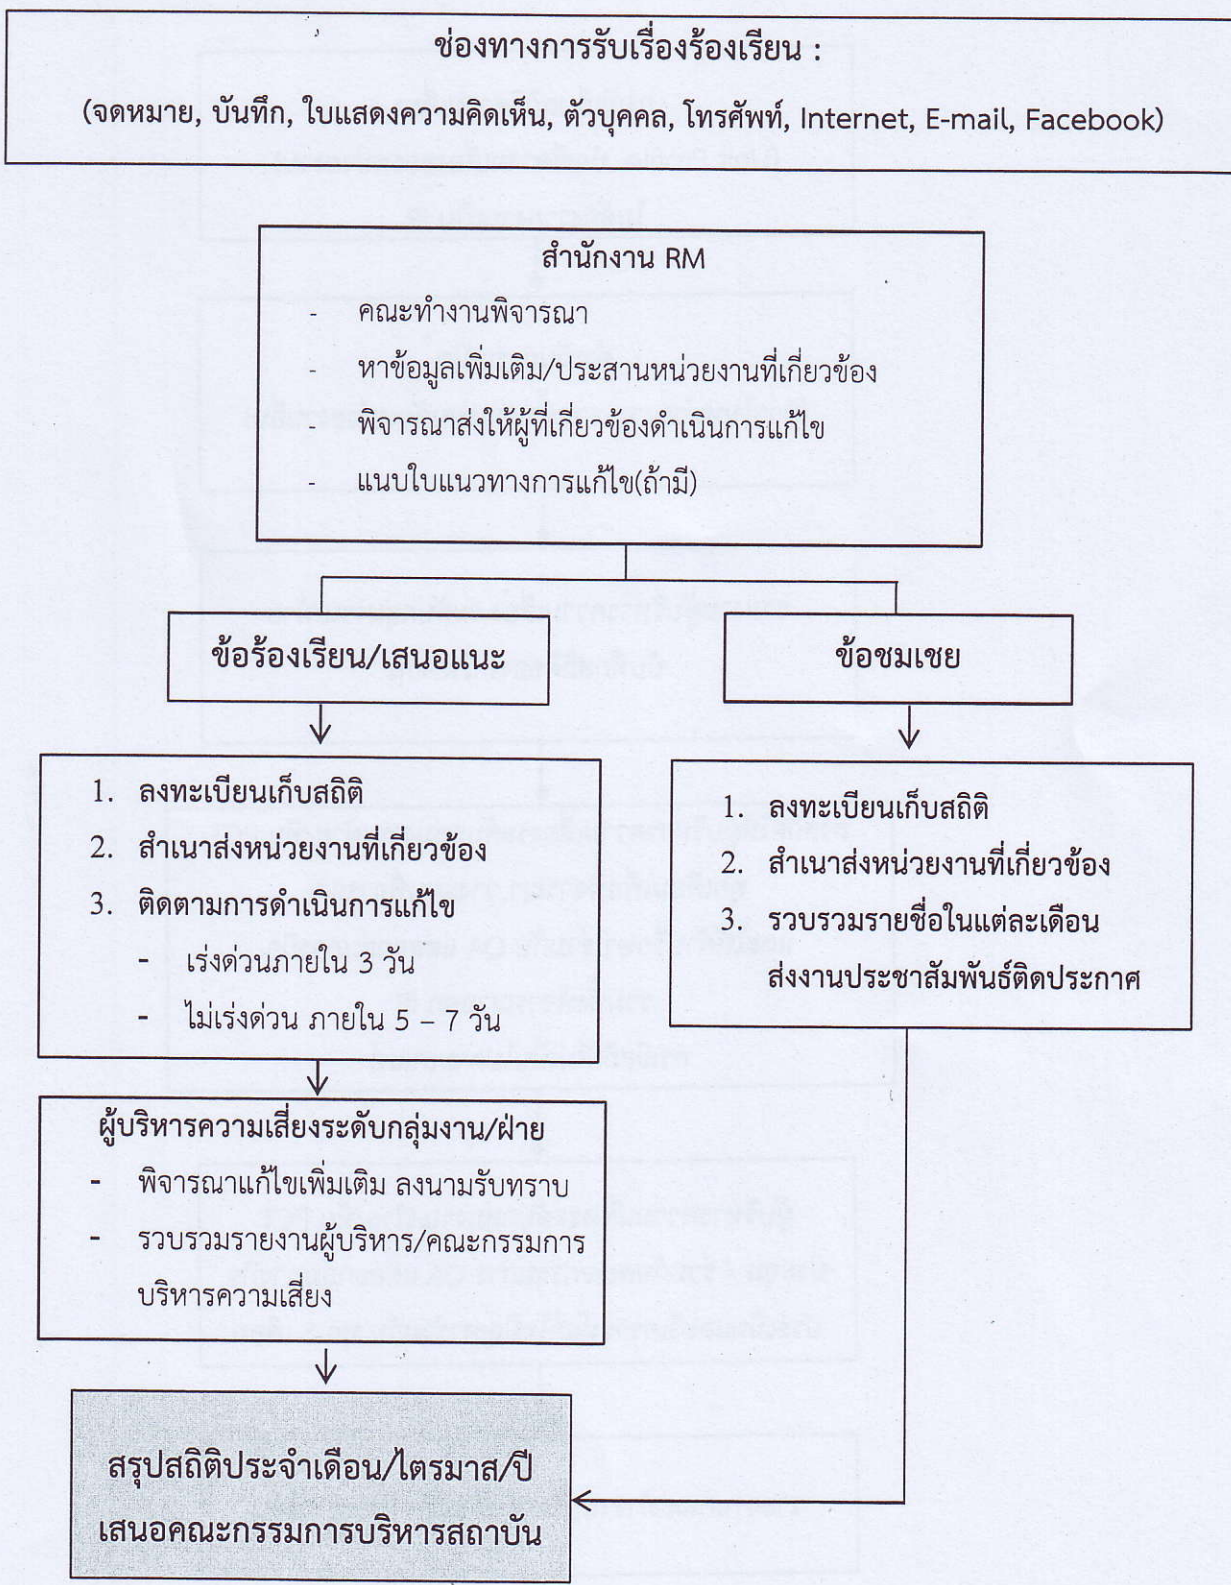 ช่องทางการรับเรื่องร้องเรียน :
(จดหมาย, บันทึก, ใบแสดงความคิดเห็น, ตัวบุคคล, โทรศัพท์, Internet, E-mail, Facebook)
สำนักงาน RM
- คณะทำงานพิจารณา
- หาข้อมูลเพิ่มเติม/ประสานหน่วยงานที่เกี่ยวข้อง
- พิจารณาส่งให้ผู้ที่เกี่ยวข้องดำเนินการแก้ไข
- แนบใบแนวทางการแก้ไข(ถ้ามี)
ข้อร้องเรียน/เสนอแนะ
1. ลงทะเบียนเก็บสถิติ
2. สำเนาส่งหน่วยงานที่เกี่ยวข้อง
3. ติดตามการดำเนินการแก้ไข
- เร่งด่วนภายใน 3 วัน
- ไม่เร่งด่วน ภายใน 5 – 7 วัน
ผู้บริหารความเสี่ยงระดับกลุ่มงาน/ฝ่าย
- พิจารณาแก้ไขเพิ่มเติม ลงนามรับทราบ
- รวบรวมรายงานผู้บริหาร/คณะกรรมการ
บริหารความเสี่ยง
ข้อชมเชย
1. ลงทะเบียนเก็บสถิติ
2. สำเนาส่งหน่วยงานที่เกี่ยวข้อง
3. รวบรวมรายชื่อในแต่ละเดือน
ส่งงานประชาสัมพันธ์ติดประกาศ
สรุปสถิติประจำเดือน/ไตรมาส/ปี
เสนอคณะกรรมการบริหารสถาบัน